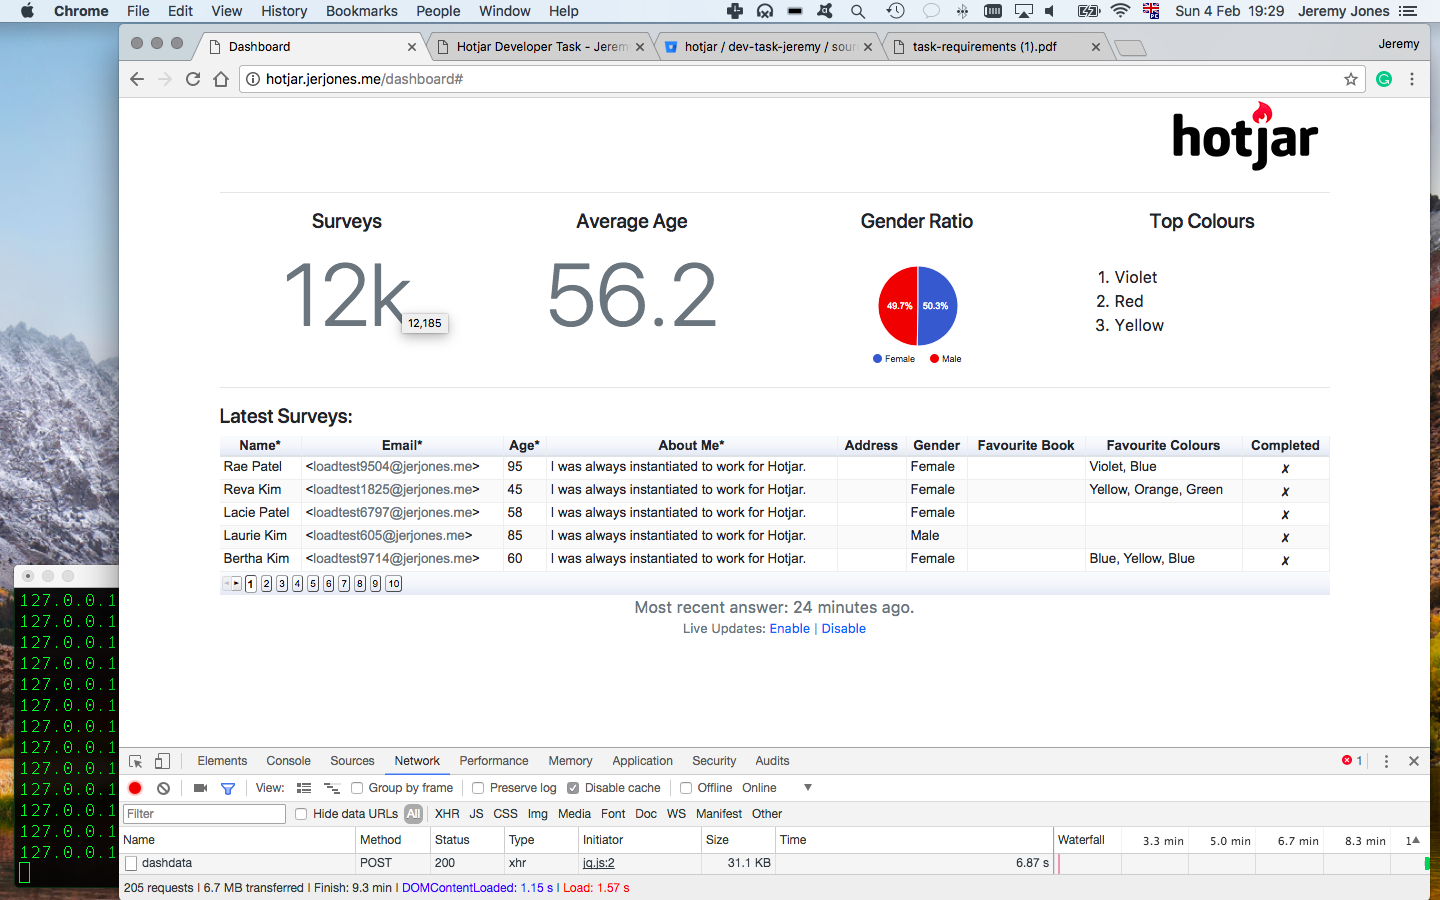 Chrome File Edit View History Bookmarks People Window Help Sun 4 Feb 19:29 Jeremy Jones
Dashboard Hotjar Developer Task - Jerem hotjar / dev-task-jeremy / sour task-requirements (1).pdf Jeremy
hotjar.jerjones.me/dashboard#
hotjar
Surveys Average Age Gender Ratio Top Colours
12k 56.2
12,185
49.7% 50.3%
Female Male
1. Violet
2. Red
3. Yellow
Latest Surveys:
Name* Email* Age* About Me* Address Gender Favourite Book Favourite Colours Completed
Rae Patel <loadtest9504@jerjones.me> 95 I was always instantiated to work for Hotjar. Female Violet, Blue ✗
Reva Kim <loadtest1825@jerjones.me> 45 I was always instantiated to work for Hotjar. Female Yellow, Orange, Green ✗
Lacie Patel <loadtest6797@jerjones.me> 58 I was always instantiated to work for Hotjar. Female ✗
Laurie Kim <loadtest605@jerjones.me> 85 I was always instantiated to work for Hotjar. Male ✗
Bertha Kim <loadtest9714@jerjones.me> 60 I was always instantiated to work for Hotjar. Female Blue, Yellow, Blue ✗
1 2 3 4 5 6 7 8 9 10
Most recent answer: 24 minutes ago.
Live Updates: Enable | Disable
127.0.0.1
127.0.0.1
127.0.0.1
127.0.0.1
127.0.0.1
127.0.0.1
127.0.0.1
127.0.0.1
127.0.0.1
127.0.0.1
127.0.0.1
127.0.0.1
127.0.0.1
Elements Console Sources Network Performance Memory Application Security Audits 1
View: Group by frame Preserve log Disable cache Offline Online
Filter Hide data URLs All XHR JS CSS Img Media Font Doc WS Manifest Other
Name Method Status Type Initiator Size Time Waterfall 3.3 min 5.0 min 6.7 min 8.3 min 1
dashdata POST 200 xhr jq.js:2 31.1 KB 6.87 s
205 requests | 6.7 MB transferred | Finish: 9.3 min | DOMContentLoaded: 1.15 s | Load: 1.57 s